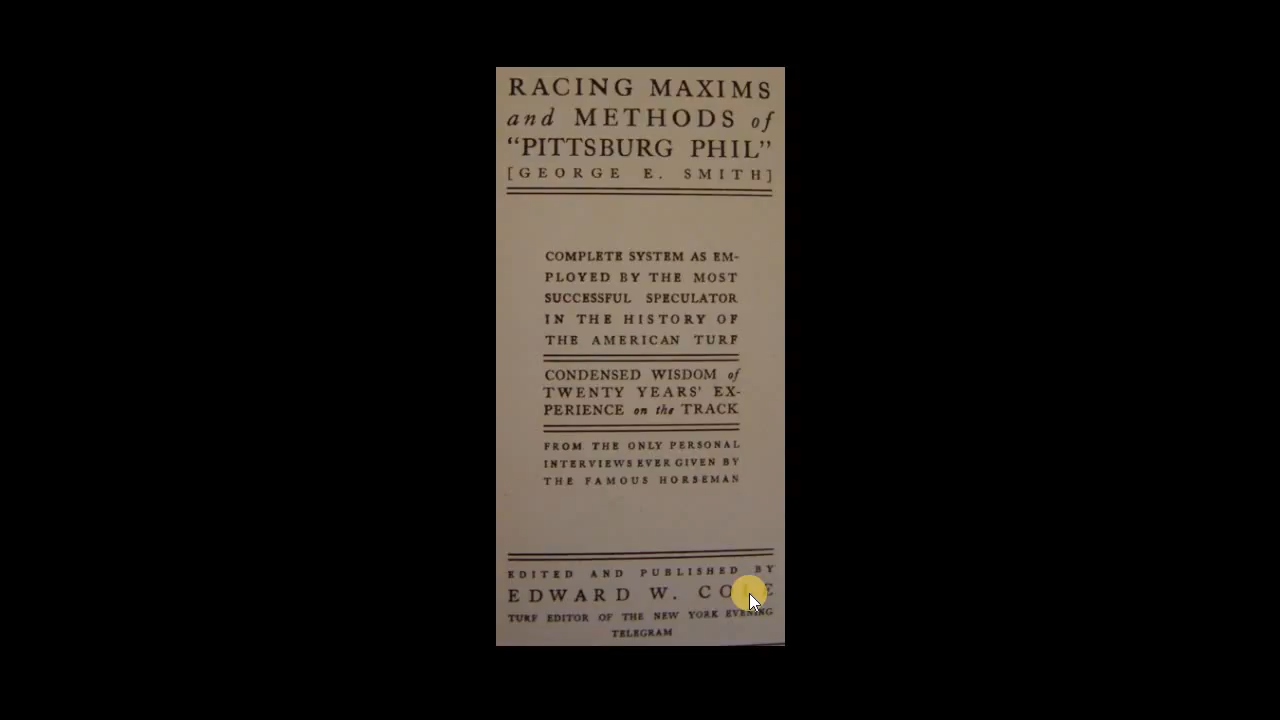 RACING MAXIMS
and METHODS of
“PITTSBURG PHIL”
[GEORGE E. SMITH]
COMPLETE SYSTEM AS EM-
PLOYED BY THE MOST
SUCCESSFUL SPECULATOR
IN THE HISTORY OF
THE AMERICAN TURF
CONDENSED WISDOM of
TWENTY YEARS’ EX-
PERIENCE on the TRACK
FROM THE ONLY PERSONAL
INTERVIEWS EVER GIVEN BY
THE FAMOUS HORSEMAN
EDITED AND PUBLISHED BY
EDWARD W. COLE
TURF EDITOR OF THE NEW YORK EVENING
TELEGRAM